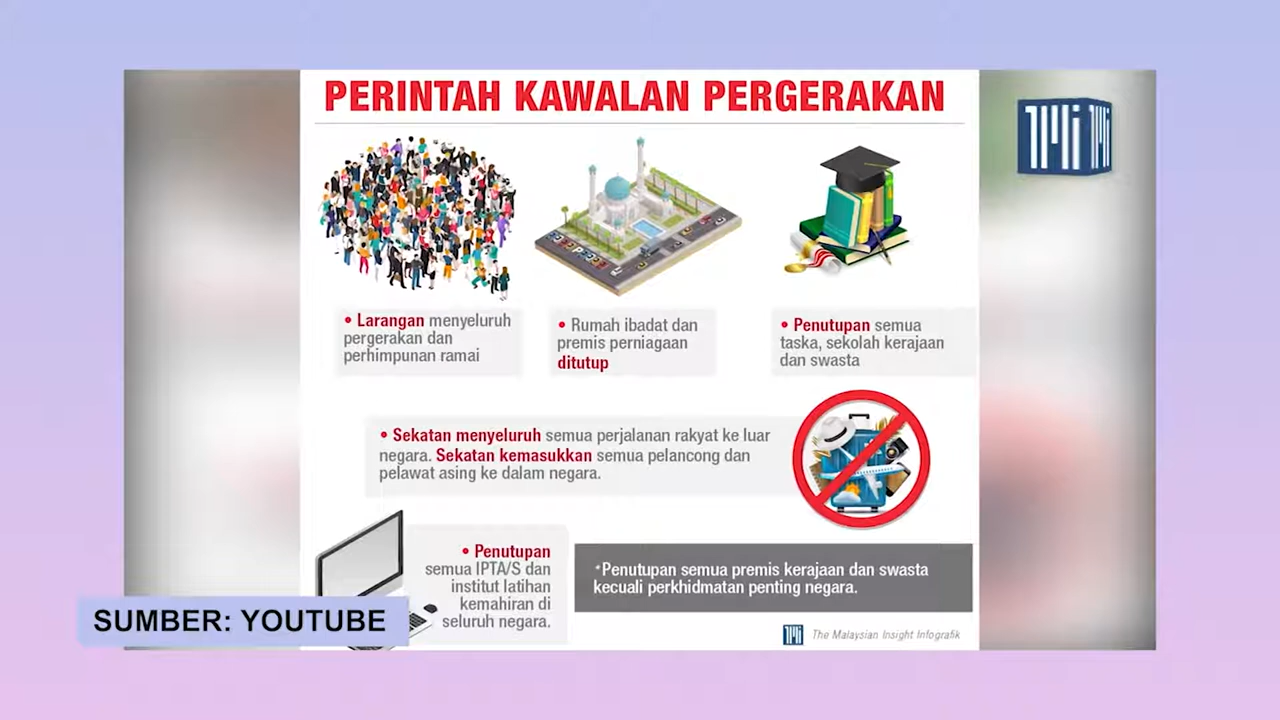 PERINTAH KAWALAN PERGERAKAN
TMi
• Larangan menyeluruh
pergerakan dan
perhimpunan ramai
• Rumah ibadat dan
premis perniagaan
ditutup
• Penutupan semua
taska, sekolah kerajaan
dan swasta
• Sekatan menyeluruh semua perjalanan rakyat ke luar
negara. Sekatan kemasukkan semua pelancong dan
pelawat asing ke dalam negara.
• Penutupan
semua IPTA/S dan
institut latihan
kemahiran di
seluruh negara.
*Penutupan semua premis kerajaan dan swasta
kecuali perkhidmatan penting negara.
SUMBER: YOUTUBE
TMi The Malaysian Insight Infografik